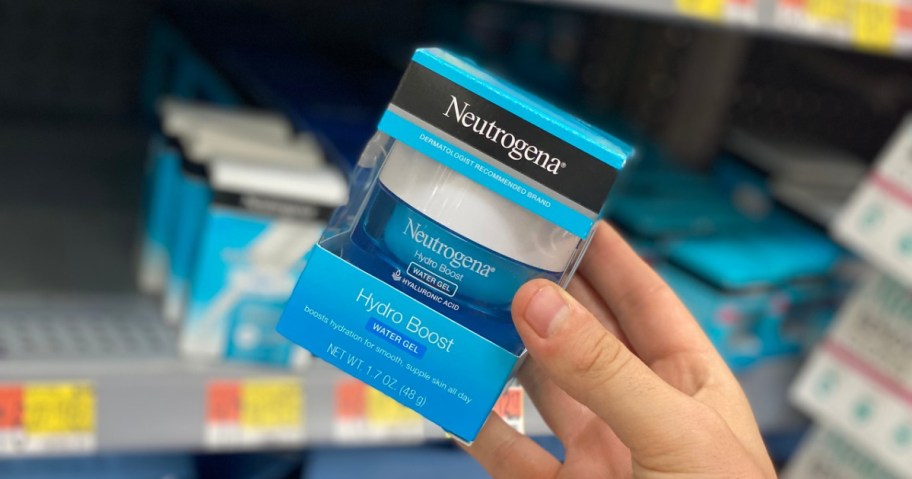 Neutrogena®
DERMATOLOGIST RECOMMENDED BRAND
Neutrogena®
Hydro Boost
WATER GEL
HYALURONIC ACID
Hydro Boost
WATER GEL
boosts hydration for smooth, supple skin all day
NET WT. 1.7 OZ. (48 g)